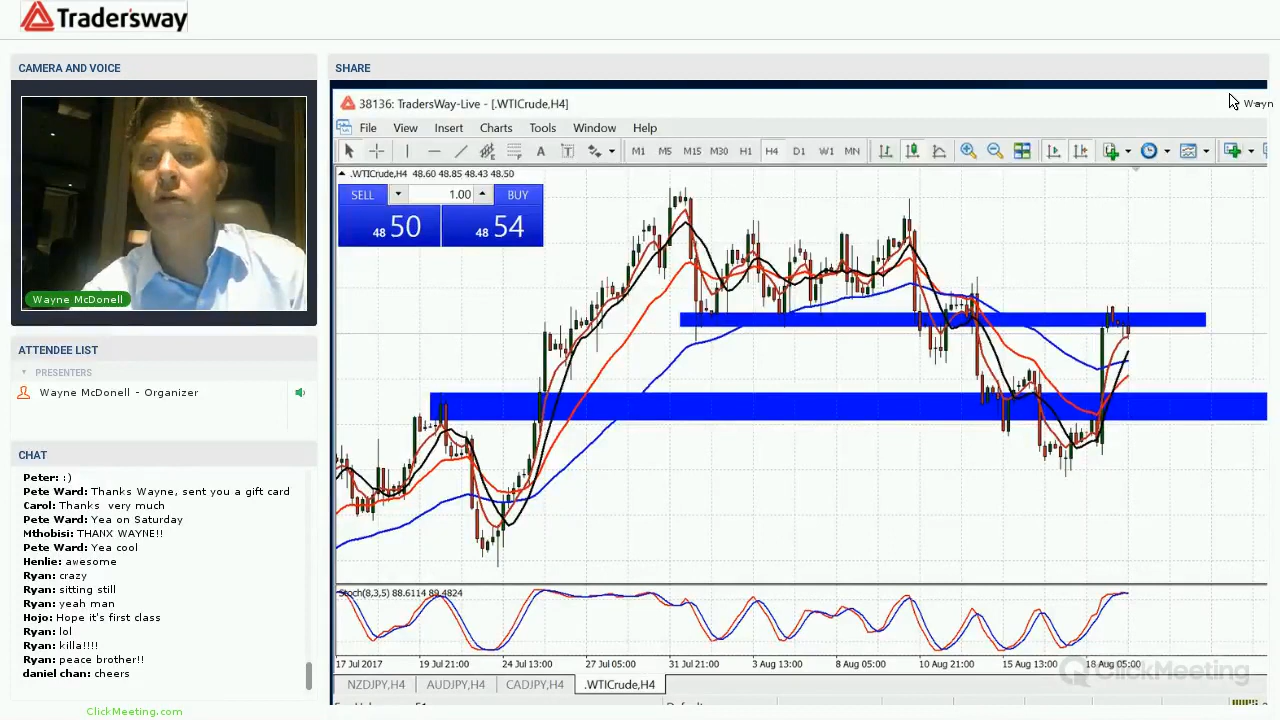 Tradersway
CAMERA AND VOICE
SHARE
Wayne McDonell
ATTENDEE LIST
PRESENTERS
Wayne McDonell - Organizer
CHAT
Peter: :)
Pete Ward: Thanks Wayne, sent you a gift card
Carol: Thanks very much
Pete Ward: Yea on Saturday
Mthobisi: THANX WAYNE!!
Pete Ward: Yea cool
Henlie: awesome
Ryan: crazy
Ryan: sitting still
Ryan: yeah man
Hojo: Hope it's first class
Ryan: lol
Ryan: killa!!!!
Ryan: peace brother!!
daniel chan: cheers
ClickMeeting.com
38136: TradersWay-Live - [.WTICrude,H4]
Wayn
File View Insert Charts Tools Window Help
A T M1 M5 M15 M30 H1 H4 D1 W1 MN
.WTICrude,H4 48.60 48.85 48.43 48.50
SELL 1.00 BUY
48 50 48 54
Stoch(8,3,5) 88.6114 89.4824
17 Jul 2017 19 Jul 21:00 24 Jul 13:00 27 Jul 05:00 31 Jul 21:00 3 Aug 13:00 8 Aug 05:00 10 Aug 21:00 15 Aug 13:00 18 Aug 05:00
ClickMeeting
NZDJPY,H4 AUDJPY,H4 CADJPY,H4 .WTICrude,H4